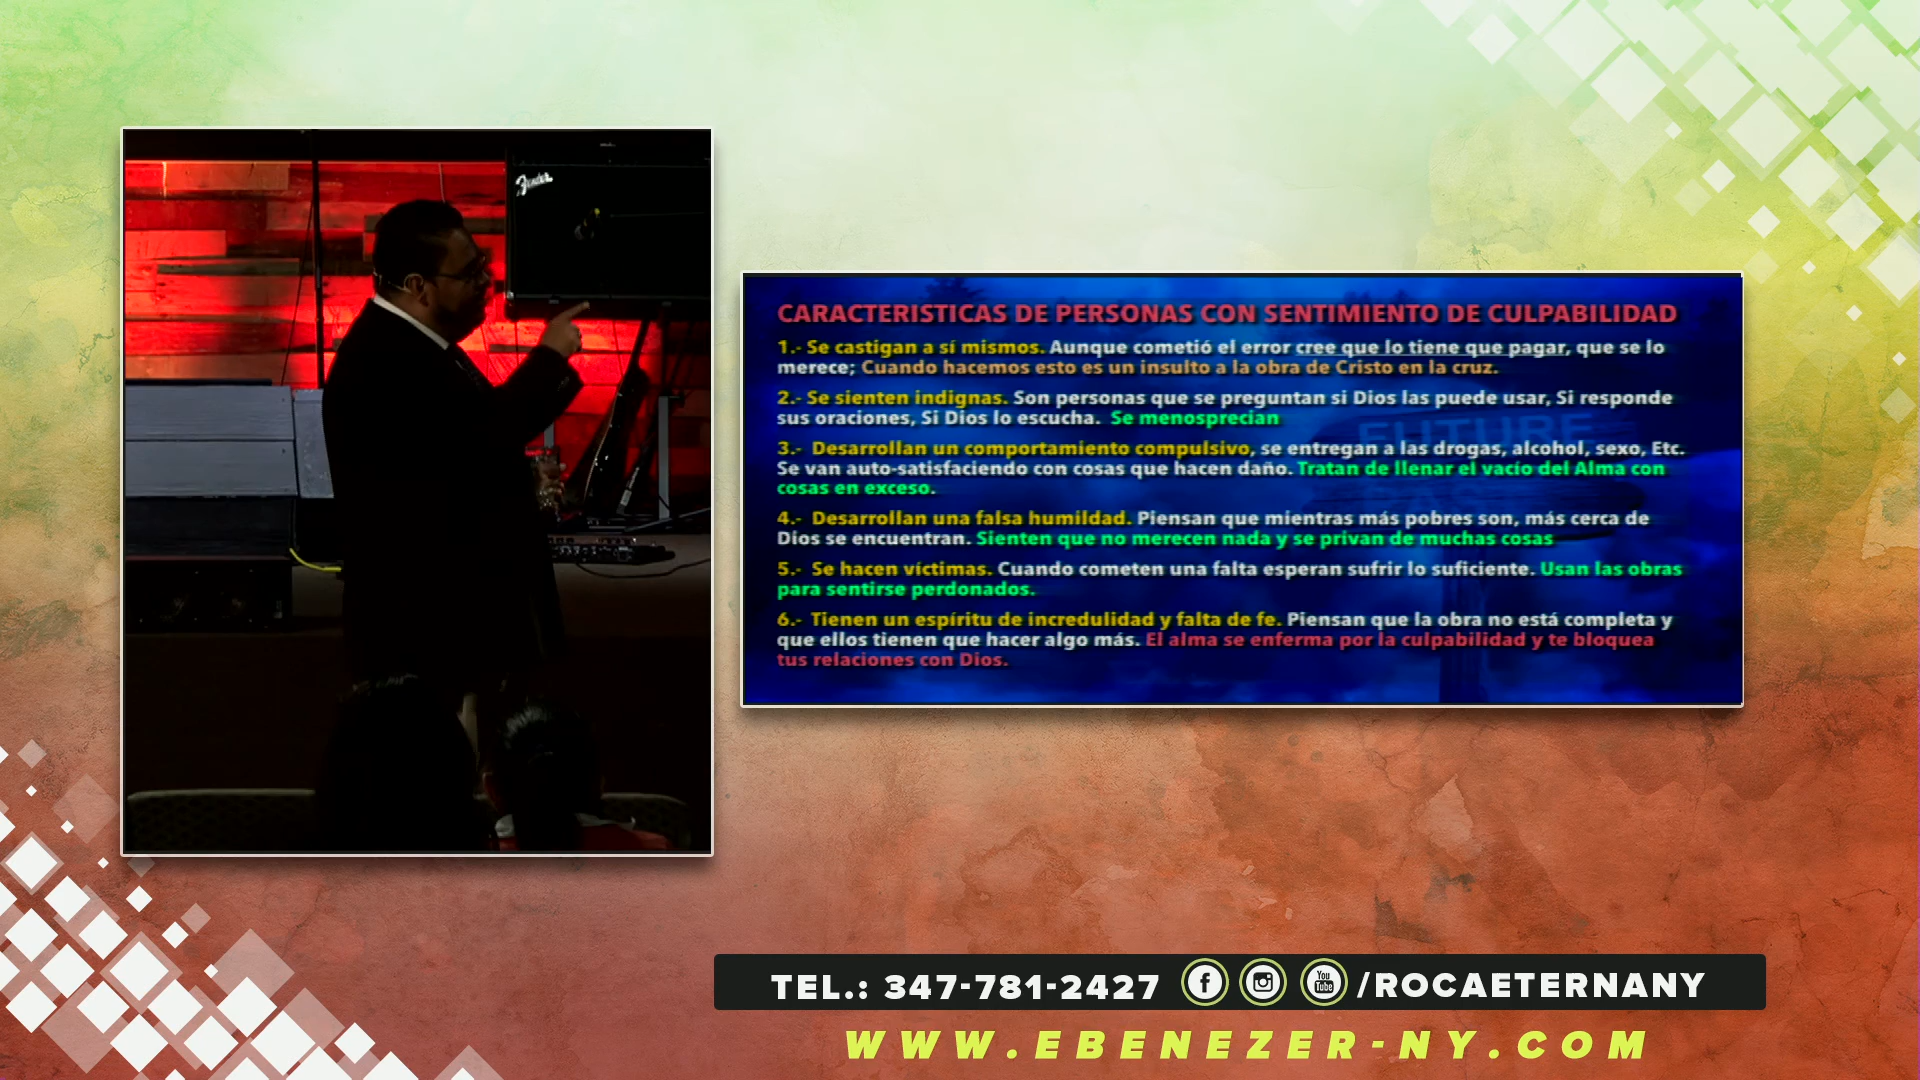 Fender
CARACTERISTICAS DE PERSONAS CON SENTIMIENTO DE CULPABILIDAD
1.- Se castigan a sí mismos. Aunque cometió el error cree que lo tiene que pagar, que se lo
merece; Cuando hacemos esto es un insulto a la obra de Cristo en la cruz.
2.- Se sienten indignas. Son personas que se preguntan si Dios las puede usar, Si responde
sus oraciones, Si Dios lo escucha. Se menosprecian
3.- Desarrollan un comportamiento compulsivo, se entregan a las drogas, alcohol, sexo, Etc.
Se van auto-satisfaciendo con cosas que hacen daño. Tratan de llenar el vacío del Alma con
cosas en exceso.
4.- Desarrollan una falsa humildad. Piensan que mientras más pobres son, más cerca de
Dios se encuentran. Sienten que no merecen nada y se privan de muchas cosas
5.- Se hacen víctimas. Cuando cometen una falta esperan sufrir lo suficiente. Usan las obras
para sentirse perdonados.
6.- Tienen un espíritu de incredulidad y falta de fe. Piensan que la obra no está completa y
que ellos tienen que hacer algo más. El alma se enferma por la culpabilidad y te bloquea
tus relaciones con Dios.
FUTURE
PAST
TEL.: 347-781-2427 f You Tube /ROCAETERNANY
WWW.EBENEZER-NY.COM